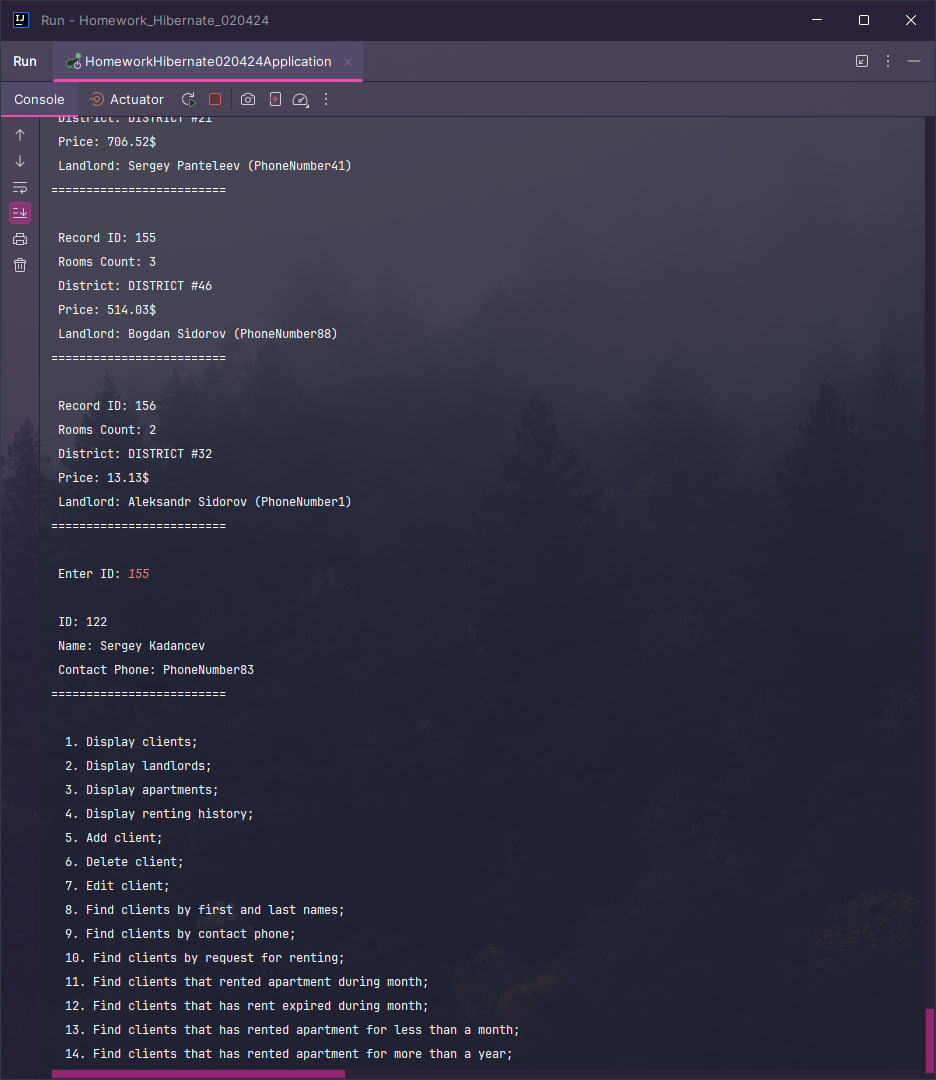 Run - Homework_Hibernate_020424
Run HomeworkHibernate020424Application
Console Actuator
District: DISTRICT #21
Price: 706.52$
Landlord: Sergey Panteleev (PhoneNumber41)
=========================
Record ID: 155
Rooms Count: 3
District: DISTRICT #46
Price: 514.03$
Landlord: Bogdan Sidorov (PhoneNumber88)
=========================
Record ID: 156
Rooms Count: 2
District: DISTRICT #32
Price: 13.13$
Landlord: Aleksandr Sidorov (PhoneNumber1)
=========================
Enter ID: 155
ID: 122
Name: Sergey Kadancev
Contact Phone: PhoneNumber83
=========================
1. Display clients;
2. Display landlords;
3. Display apartments;
4. Display renting history;
5. Add client;
6. Delete client;
7. Edit client;
8. Find clients by first and last names;
9. Find clients by contact phone;
10. Find clients by request for renting;
11. Find clients that rented apartment during month;
12. Find clients that has rent expired during month;
13. Find clients that has rented apartment for less than a month;
14. Find clients that has rented apartment for more than a year;